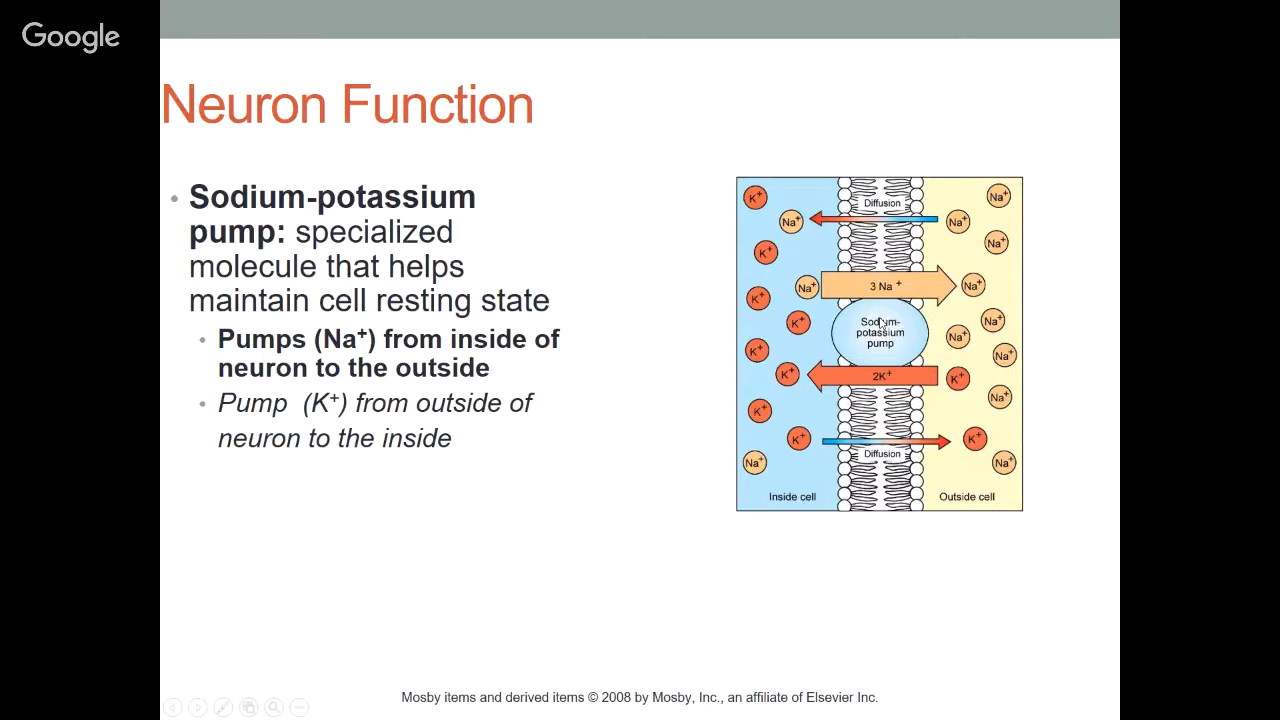 Google
Neuron Function
• Sodium-potassium
pump: specialized
molecule that helps
maintain cell resting state
• Pumps (Na⁺) from inside of
neuron to the outside
• Pump (K⁺) from outside of
neuron to the inside
K⁺
Diffusion
Na⁺
Na⁺
Na⁺
Na⁺
Na⁺
K⁺
Na⁺
3 Na ⁺
Na⁺
K⁺
K⁺
Sodium-
potassium
pump
Na⁺
Na⁺
K⁺
Na⁺
K⁺
2K⁺
K⁺
Na⁺
K⁺
K⁺
K⁺
Diffusion
Na⁺
Na⁺
Inside cell
Outside cell
Mosby items and derived items © 2008 by Mosby, Inc., an affiliate of Elsevier Inc.